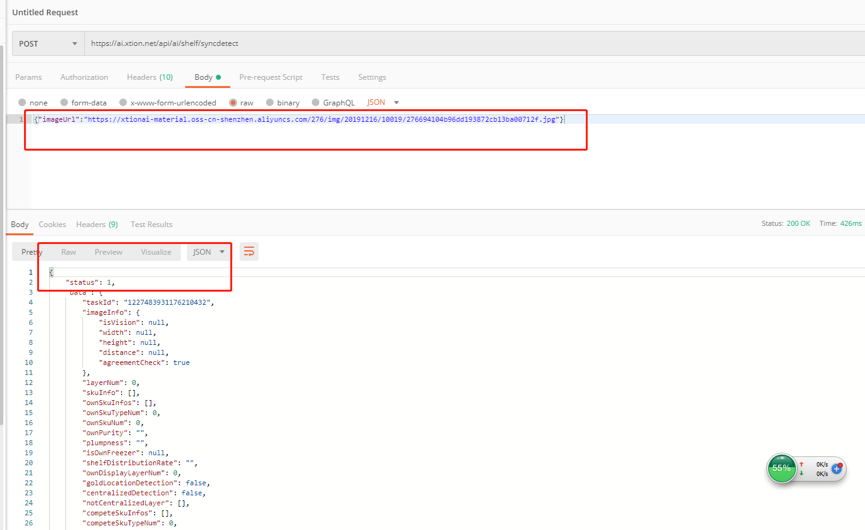 Untitled Request
POST https://ai.xtion.net/api/ai/shelf/syncdetect
Params Authorization Headers (10) Body Pre-request Script Tests Settings
none form-data x-www-form-urlencoded raw binary GraphQL JSON
1 {"imageUrl":"https://xtionai-material.oss-cn-shenzhen.aliyuncs.com/276/img/20191216/10019/276694104b96dd193872cb13ba00712f.jpg"}
Body Cookies Headers (9) Test Results Status: 200 OK Time: 426ms
Pretty Raw Preview Visualize JSON
1 {
2 "status": 1,
3 "data": {
4 "taskId": "1227483931176210432",
5 "imageInfo": {
6 "isVision": null,
7 "width": null,
8 "height": null,
9 "distance": null,
10 "agreementCheck": true
11 },
12 "layerNum": 0,
13 "skuInfo": [],
14 "ownSkuInfos": [],
15 "ownSkuTypeNum": 0,
16 "ownSkuNum": 0,
17 "ownPurity": "",
18 "plumpness": "",
19 "isOwnFreezer": null,
20 "shelfDistributionRate": "",
21 "ownDisplayLayerNum": 0,
22 "goldLocationDetection": false,
23 "centralizedDetection": false,
24 "notCentralizedLayer": [],
25 "competeSkuInfos": [],
26 "competeSkuTypeNum": 0,
55% 0K/s
0K/s